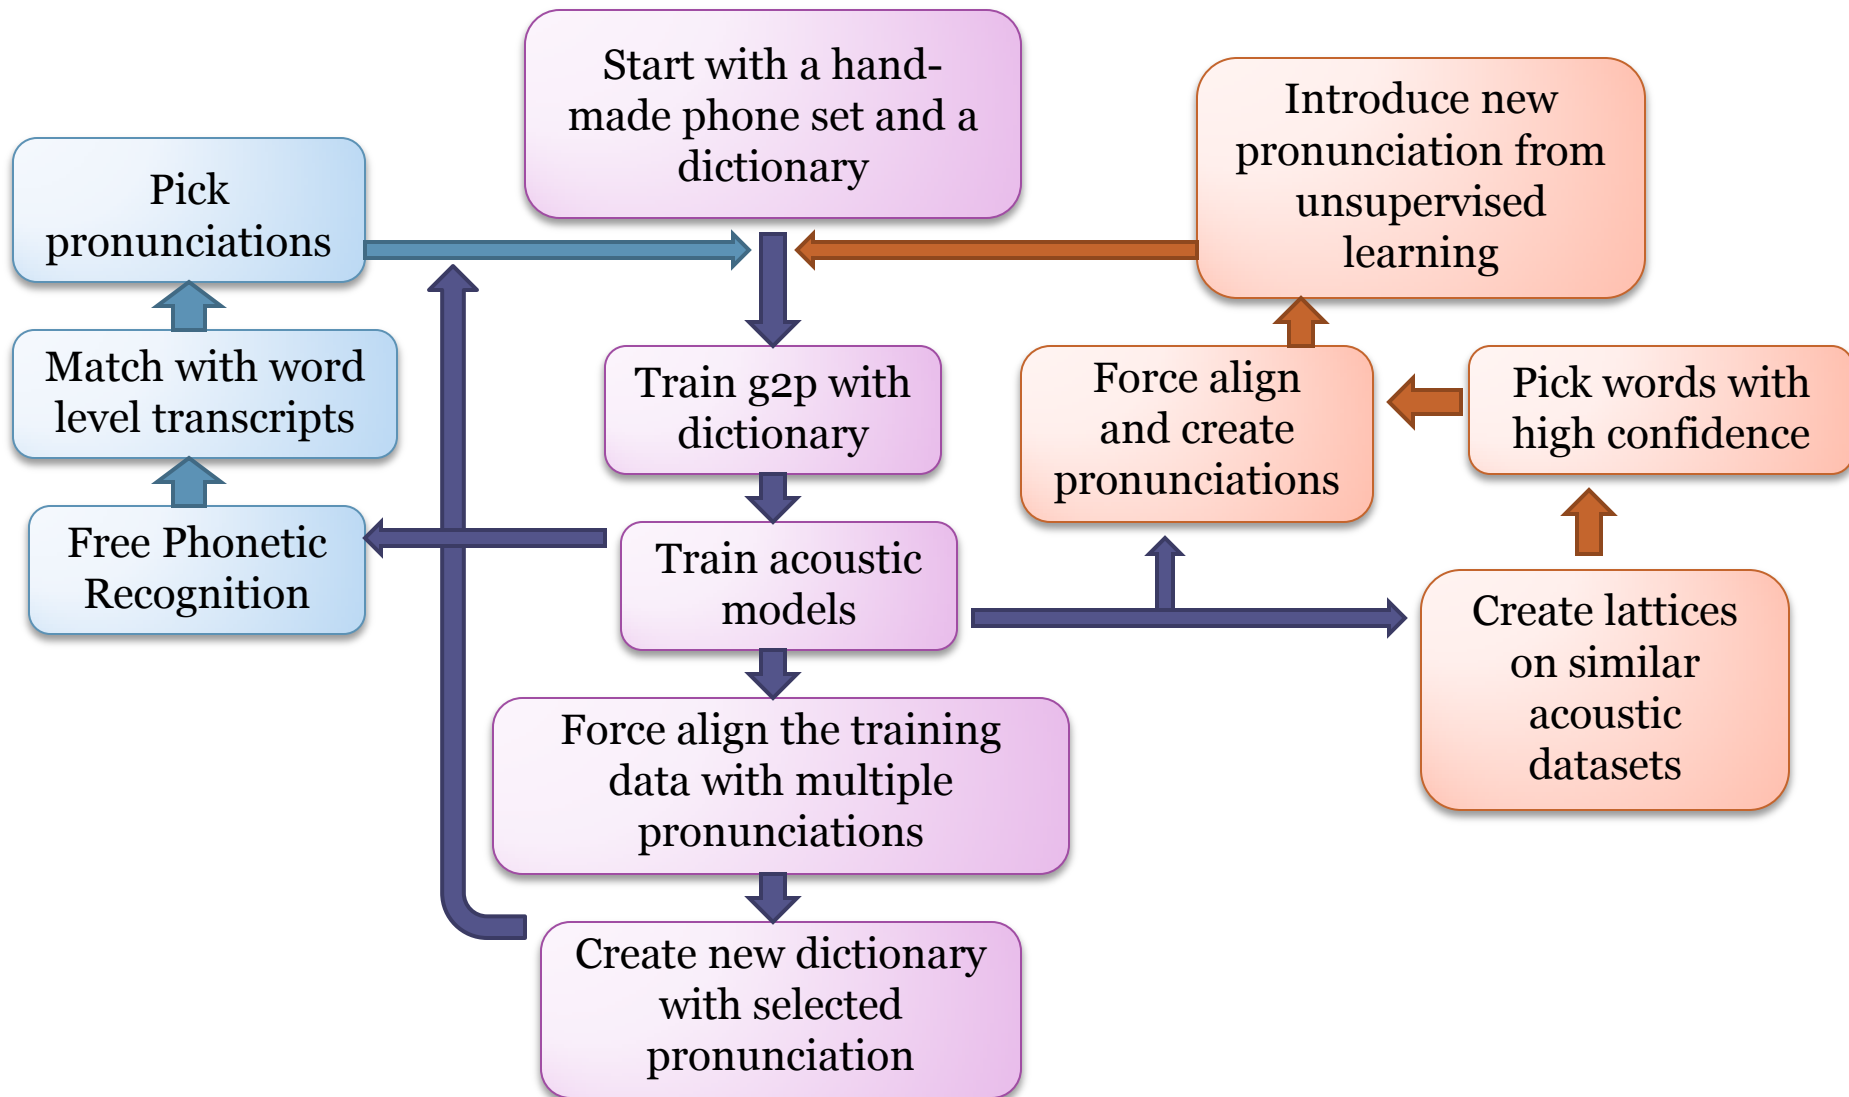 Start with a hand-
made phone set and a
dictionary
Introduce new
pronunciation from
unsupervised
learning
Pick
pronunciations
Match with word
level transcripts
Free Phonetic
Recognition
Train g2p with
dictionary
Train acoustic
models
Force align the training
data with multiple
pronunciations
Create new dictionary
with selected
pronunciation
Force align
and create
pronunciations
Pick words with
high confidence
Create lattices
on similar
acoustic
datasets